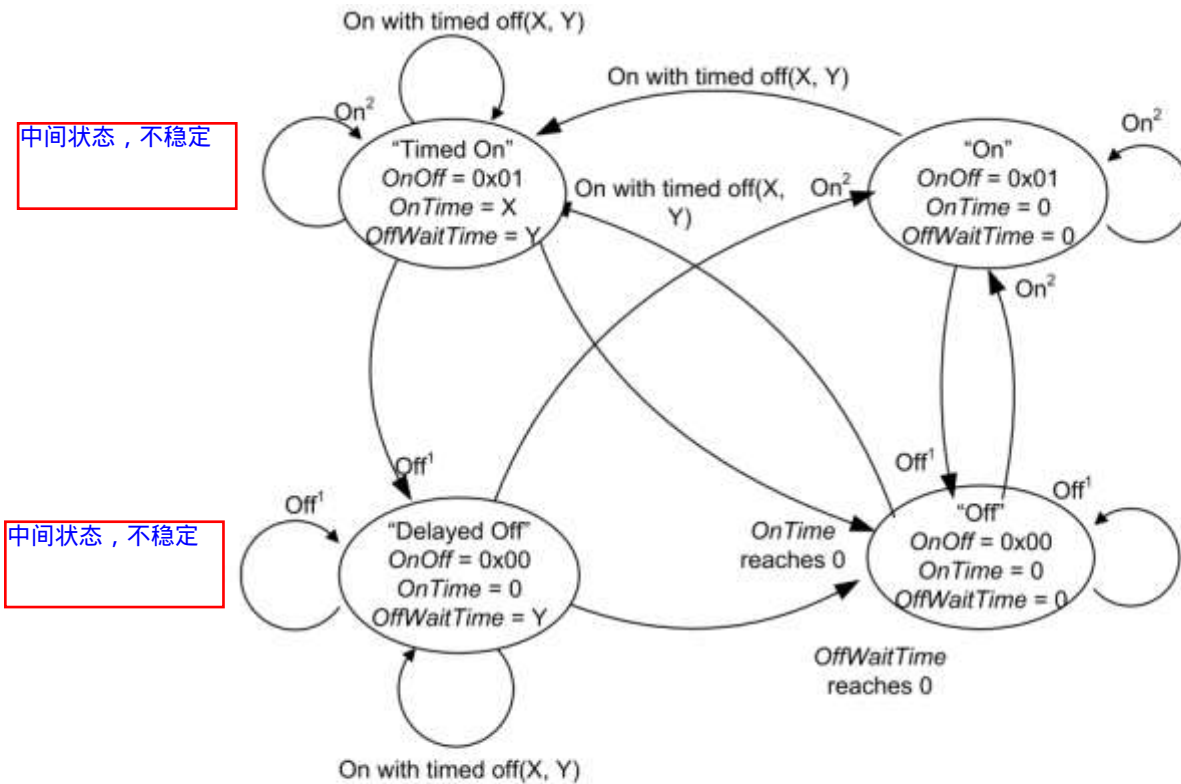 On with timed off(X, Y)
On with timed off(X, Y)
On²
On²
中间状态，不稳定
“Timed On”
OnOff = 0x01
OnTime = X
OffWaitTime = Y
On with timed off(X,
Y)
On²
“On”
OnOff = 0x01
OnTime = 0
OffWaitTime = 0
On²
Off¹
Off¹
Off¹
Off¹
中间状态，不稳定
“Delayed Off”
OnOff = 0x00
OnTime = 0
OffWaitTime = Y
OnTime
reaches 0
“Off”
OnOff = 0x00
OnTime = 0
OffWaitTime = 0
OffWaitTime
reaches 0
On with timed off(X, Y)